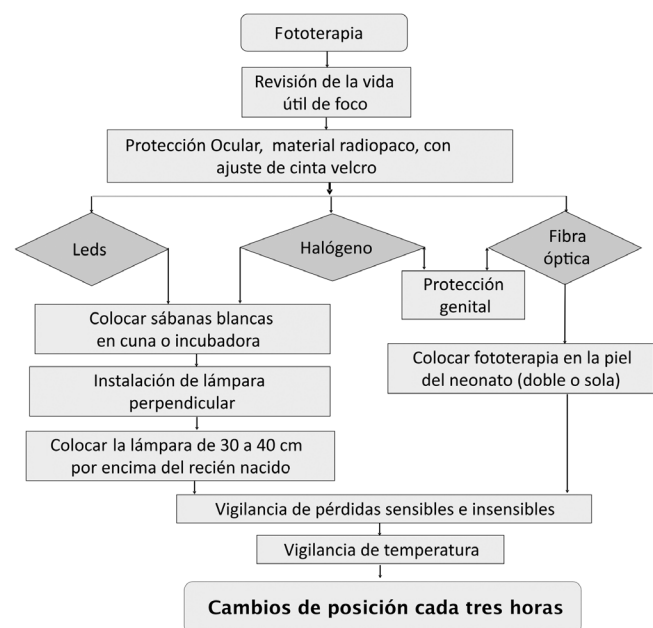 Fototerapia
Revisión de la vida
útil de foco
Protección Ocular, material radiopaco, con
ajuste de cinta velcro
Leds
Halógeno
Fibra
óptica
Protección
genital
Colocar sábanas blancas
en cuna o incubadora
Colocar fototerapia en la piel
del neonato (doble o sola)
Instalación de lámpara
perpendicular
Colocar la lámpara de 30 a 40 cm
por encima del recién nacido
Vigilancia de pérdidas sensibles e insensibles
Vigilancia de temperatura
Cambios de posición cada tres horas